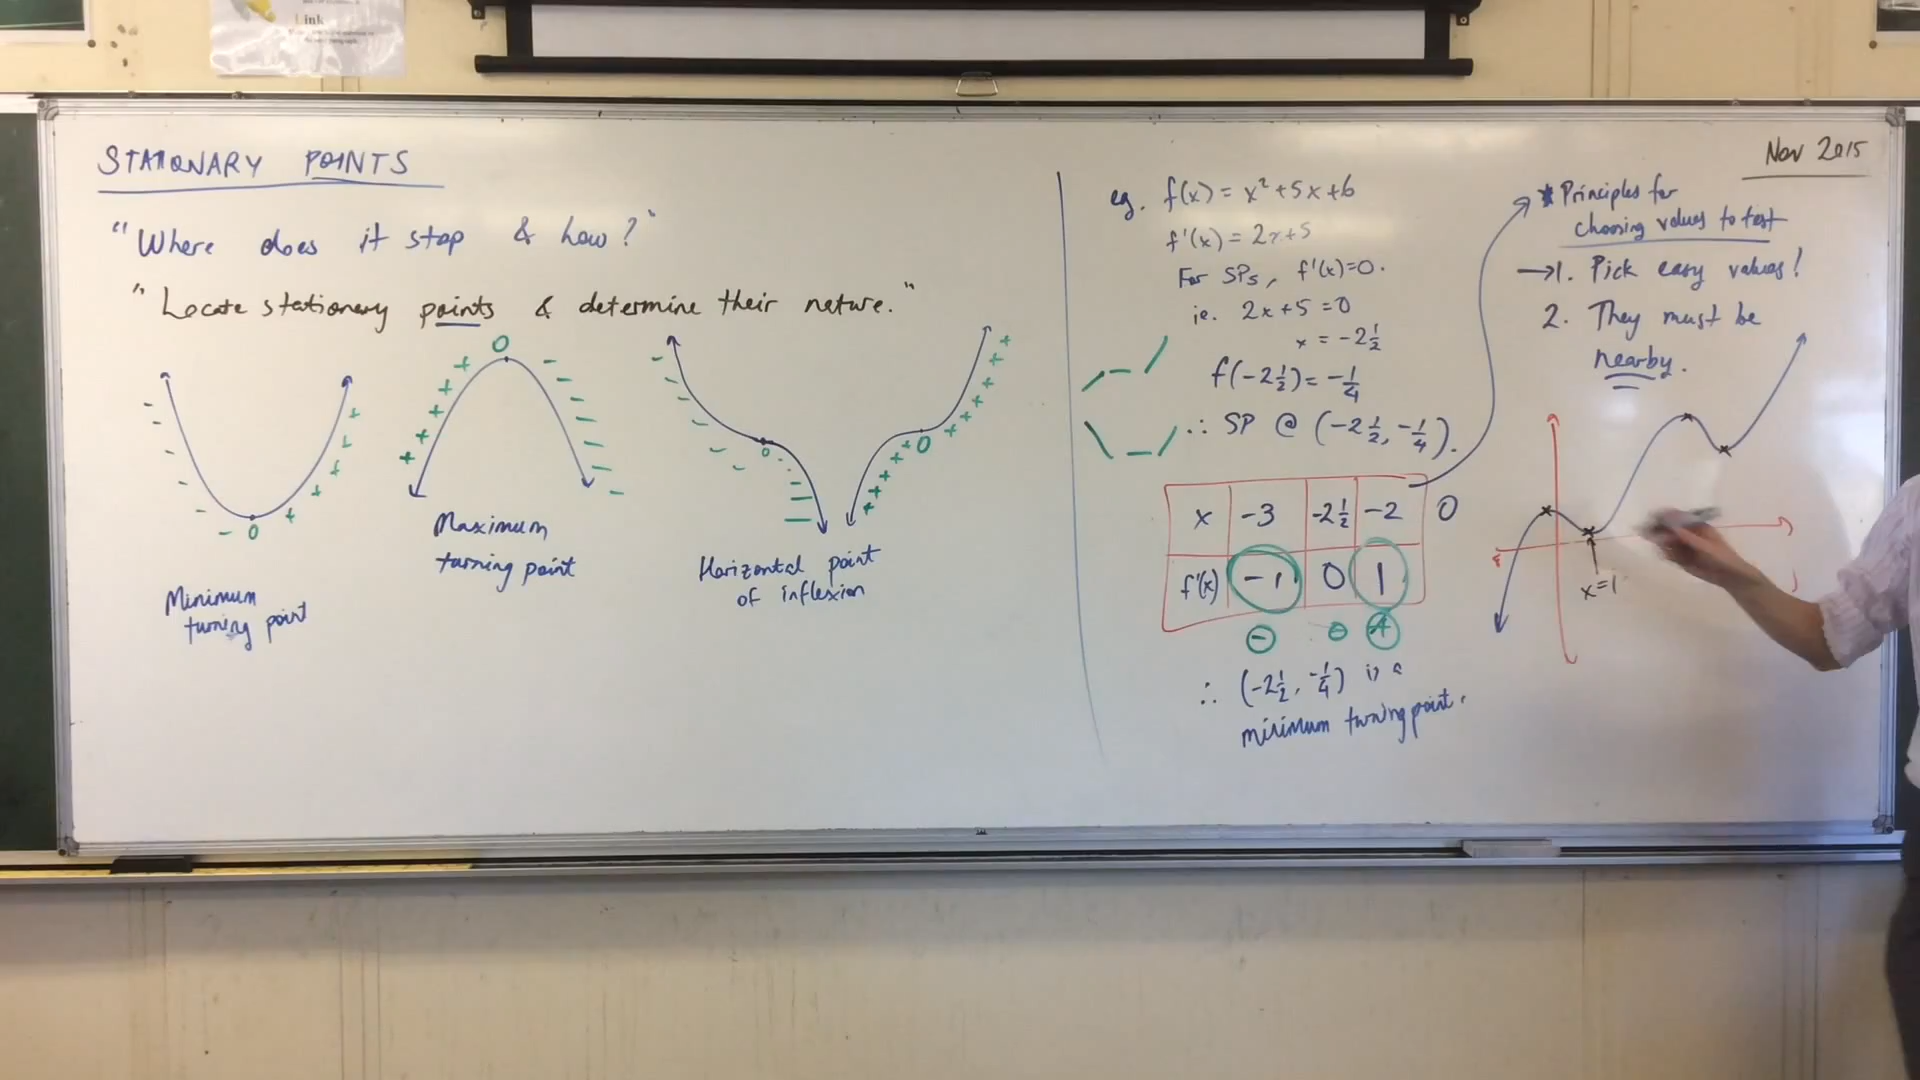 Link
STATIONARY POINTS
"Where does it stop & how?"
"Locate stationary points & determine their nature."
Minimum
turning point
Maximum
turning point
Horizontal point
of inflexion
eg. f(x) = x² + 5x + 6
f'(x) = 2x+5
For SPs, f'(x)=0.
ie. 2x+5 = 0
x = -2½
f(-2½) = -¼
∴ SP @ (-2½, -¼).
x -3 -2½ -2 0
f'(x) -1 0 1
- 0 +
∴ (-2½, -¼) is a
minimum turning point.
Nov 2015
* Principles for
choosing values to test
→1. Pick easy values!
2. They must be
nearby.
x=1